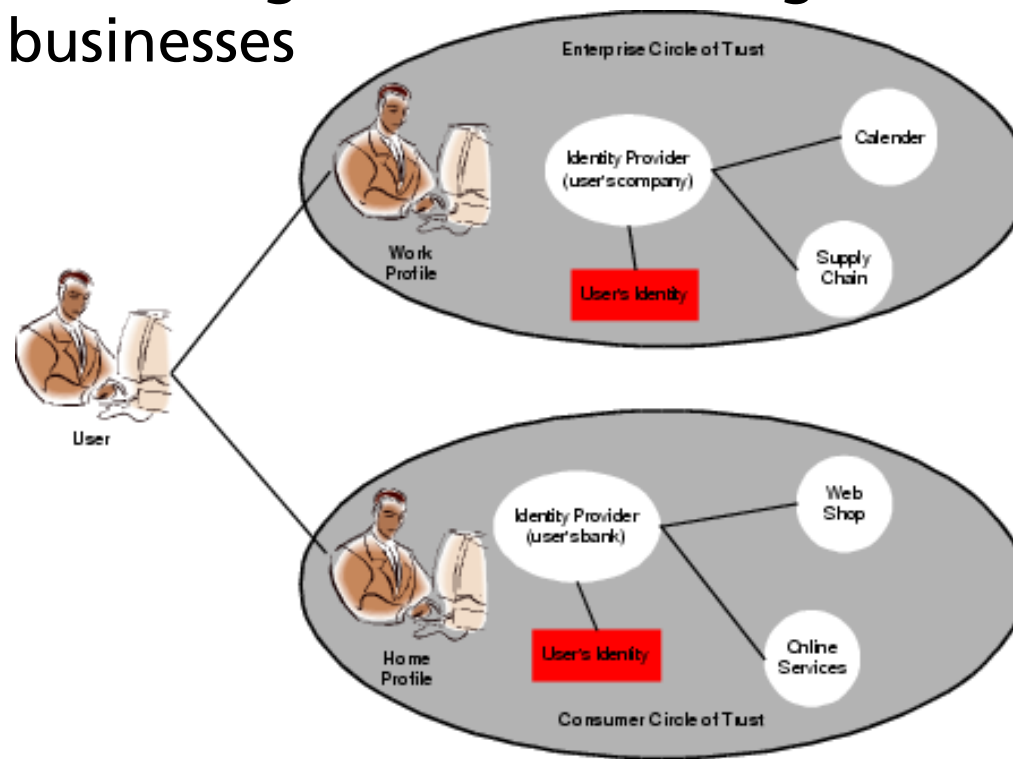 businesses
Enterprise Circle of Trust
Calender
Identity Provider
(user's company)
Work
Profile
Supply
Chain
User's Identity
User
Web
Shop
Identity Provider
(user's bank)
Online
Services
User's Identity
Home
Profile
Consumer Circle of Trust